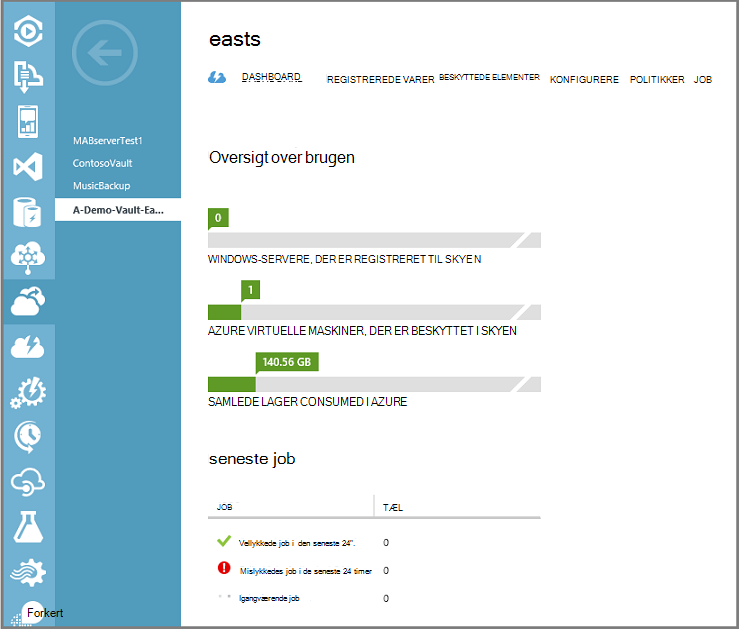 easts
DASHBOARD REGISTREREDE VARER BESKYTTEDE ELEMENTER KONFIGURERE POLITIKKER JOB
MABserverTest1
ContosoVault
MusicBackup
A-Demo-Vault-Ea...
Oversigt over brugen
0
WINDOWS-SERVERE, DER ER REGISTRERET TIL SKYEN
1
AZURE VIRTUELLE MASKINER, DER ER BESKYTTET I SKYEN
140.56 GB
SAMLEDE LAGER CONSUMED I AZURE
seneste job
JOB TÆL
Vellykkede job i den seneste 24". 0
Mislykkedes job i de seneste 24 timer 0
Igangværende job 0
Forkert